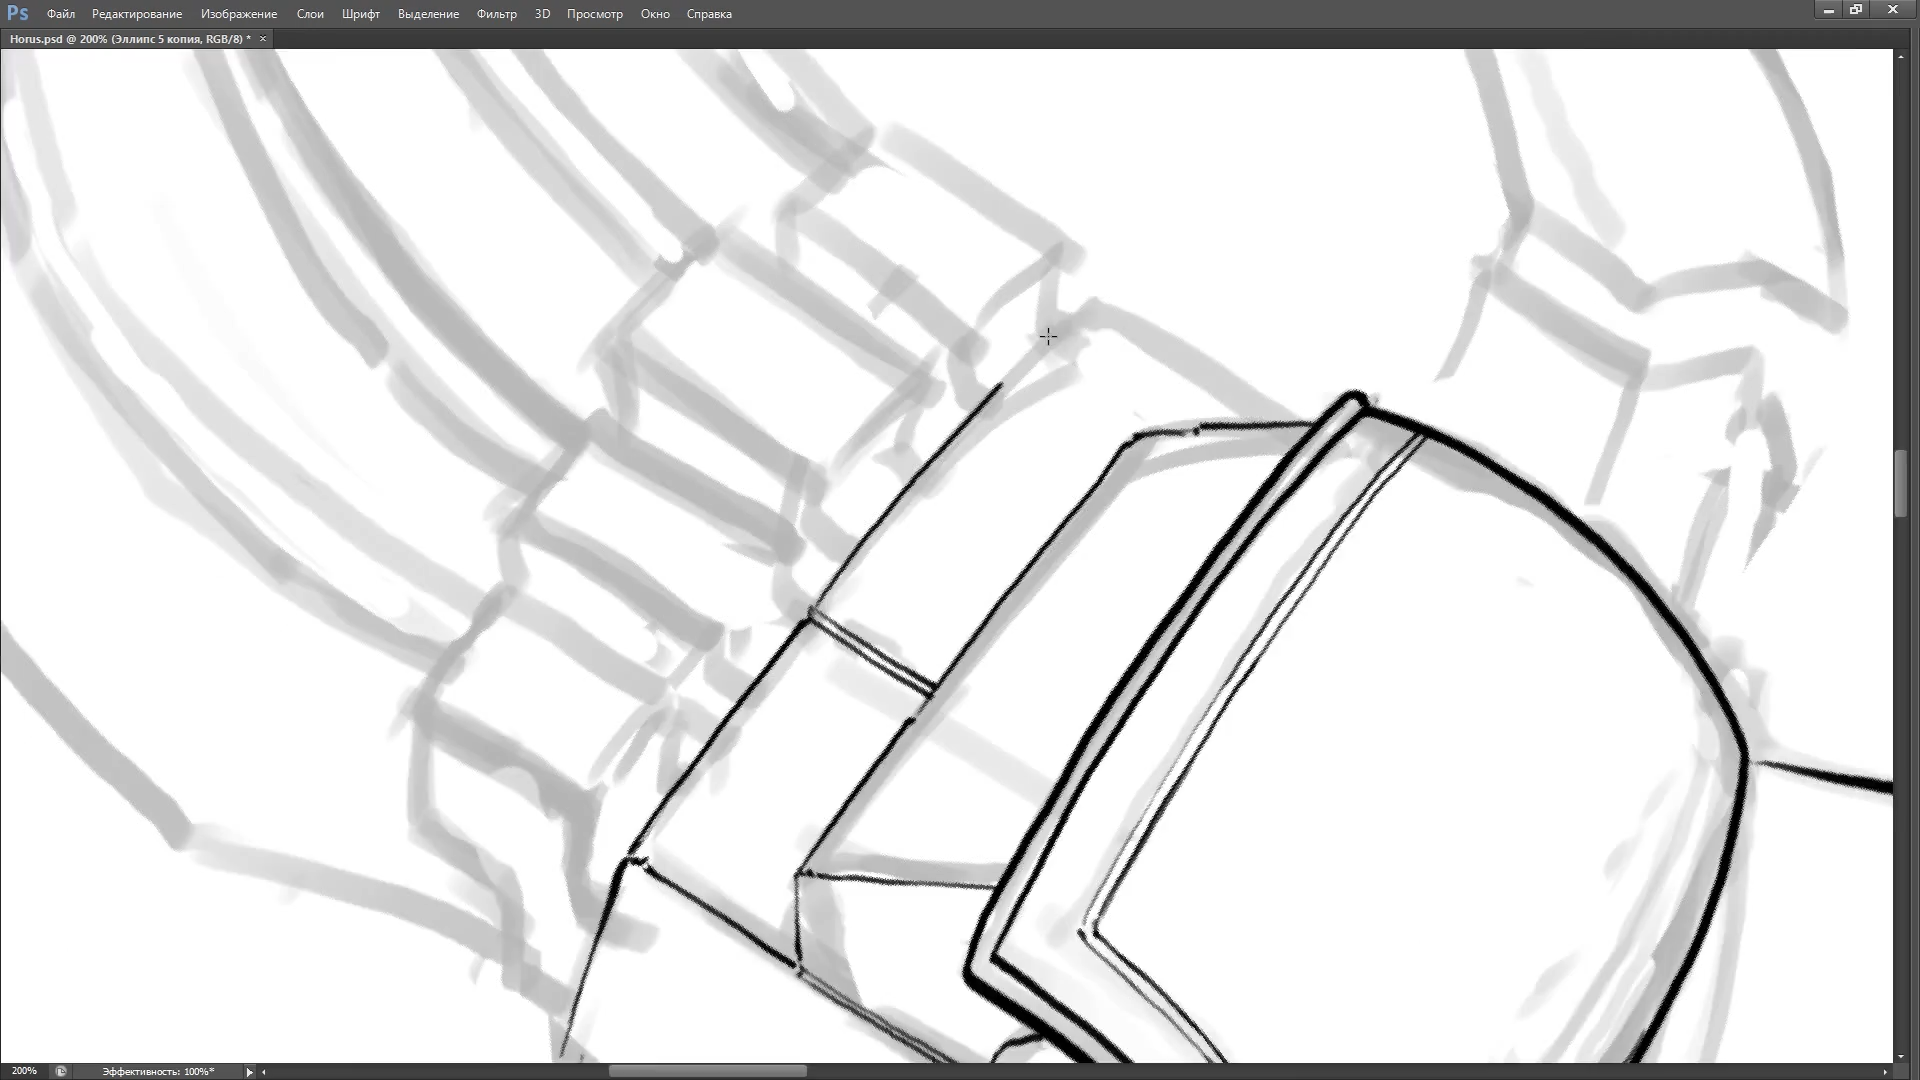 Ps Файл Редактирование Изображение Слои Шрифт Выделение Фильтр 3D Просмотр Окно Справка
Horus.psd @ 200% (Эллипс 5 копия, RGB/8) * ×
200% Эффективность: 100%*